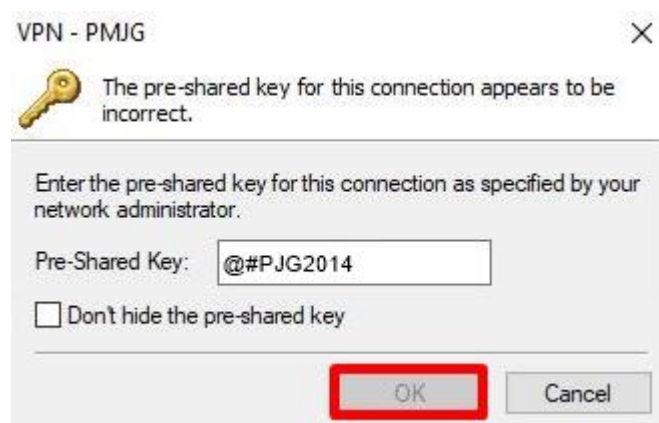 VPN - PMJG
The pre-shared key for this connection appears to be
incorrect.
Enter the pre-shared key for this connection as specified by your
network administrator.
Pre-Shared Key: @#PJG2014
Don't hide the pre-shared key
OK Cancel